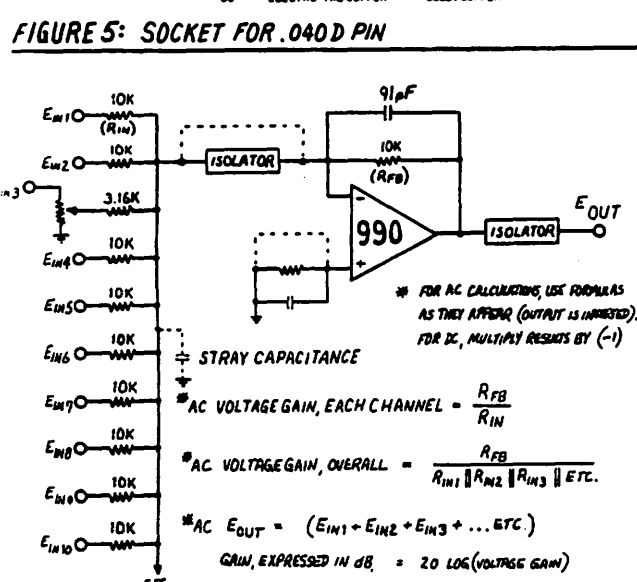 FIGURE 5: SOCKET FOR .040 D PIN
EIN1 10K
(RIN)
EIN2 10K
IN3 3.16K
EIN4 10K
EIN5 10K
EIN6 10K
EIN7 10K
EIN8 10K
EIN9 10K
EIN10 10K
ETC.
ISOLATOR
91pF
10K
(RFB)
-
990
+
ISOLATOR
E OUT
STRAY CAPACITANCE
* FOR AC CALCULATIONS, USE FORMULAS
AS THEY APPEAR (OUTPUT IS INVERTED).
FOR DC, MULTIPLY RESULTS BY (-1)
*AC VOLTAGE GAIN, EACH CHANNEL = RFB / RIN
*AC VOLTAGE GAIN, OVERALL = RFB / RIN1 || RIN2 || RIN3 || ETC.
*AC EOUT = (EIN1 + EIN2 + EIN3 + ... ETC.)
GAIN, EXPRESSED IN dB, = 20 LOG (VOLTAGE GAIN)